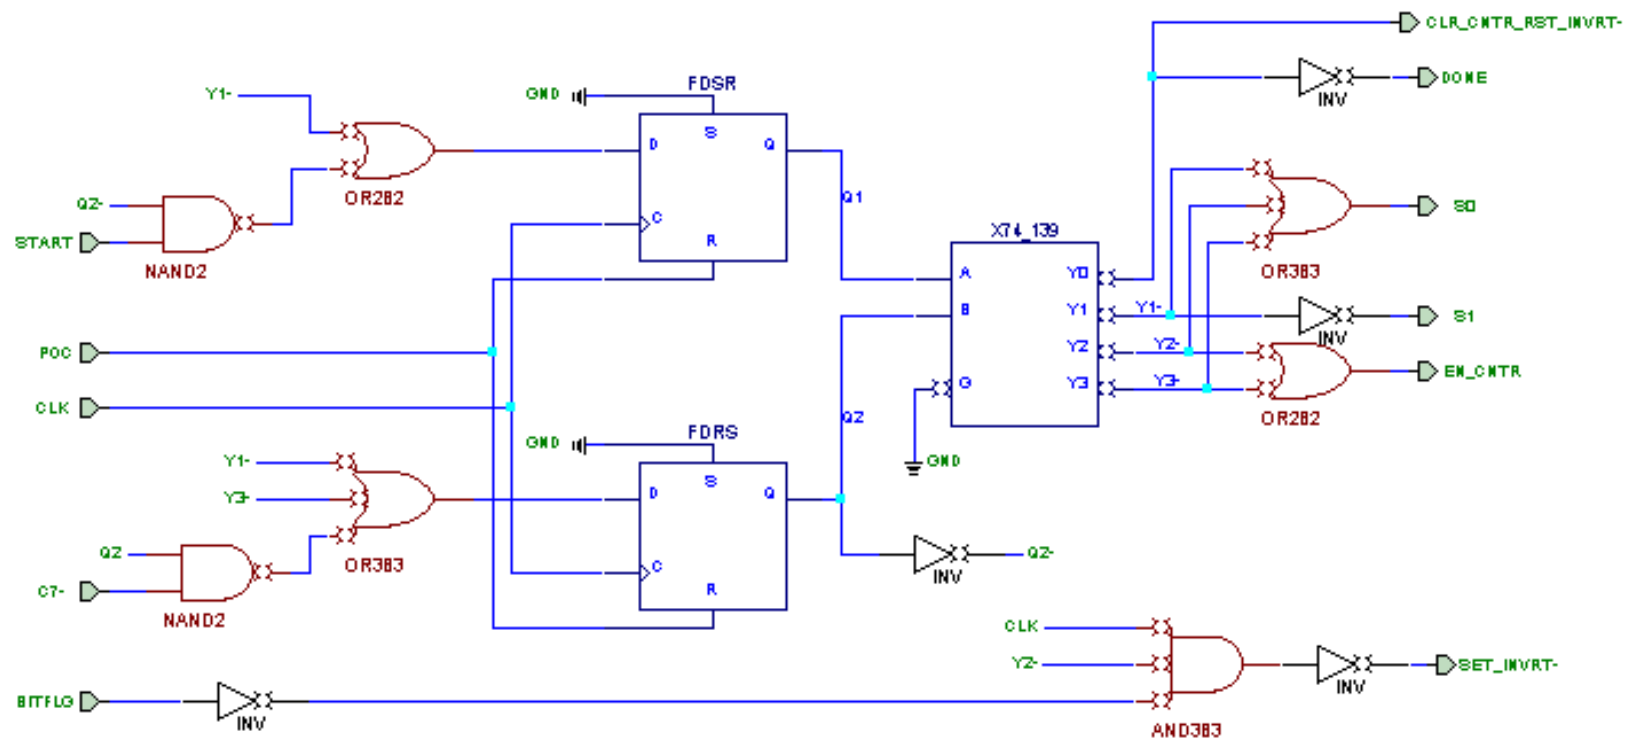 CLR_CNTR_RST_INVRT-
DONE
INV
Y1-
GND
FDSR
S
D
Q
C
R
OR2B2
Q2-
START
NAND2
Q1
X74_139
A
B
G
Y0
Y1
Y2
Y3
Y1-
Y2-
Y3-
S0
OR3B3
S1
INV
EN_CNTR
OR2B2
POC
CLK
Q2
GND
GND
FDRS
S
D
Q
C
R
Y1-
Y3-
Q2
C7-
OR3B3
NAND2
INV
Q2-
CLK
Y2-
BITFLG
INV
AND3B3
INV
SET_INVRT-